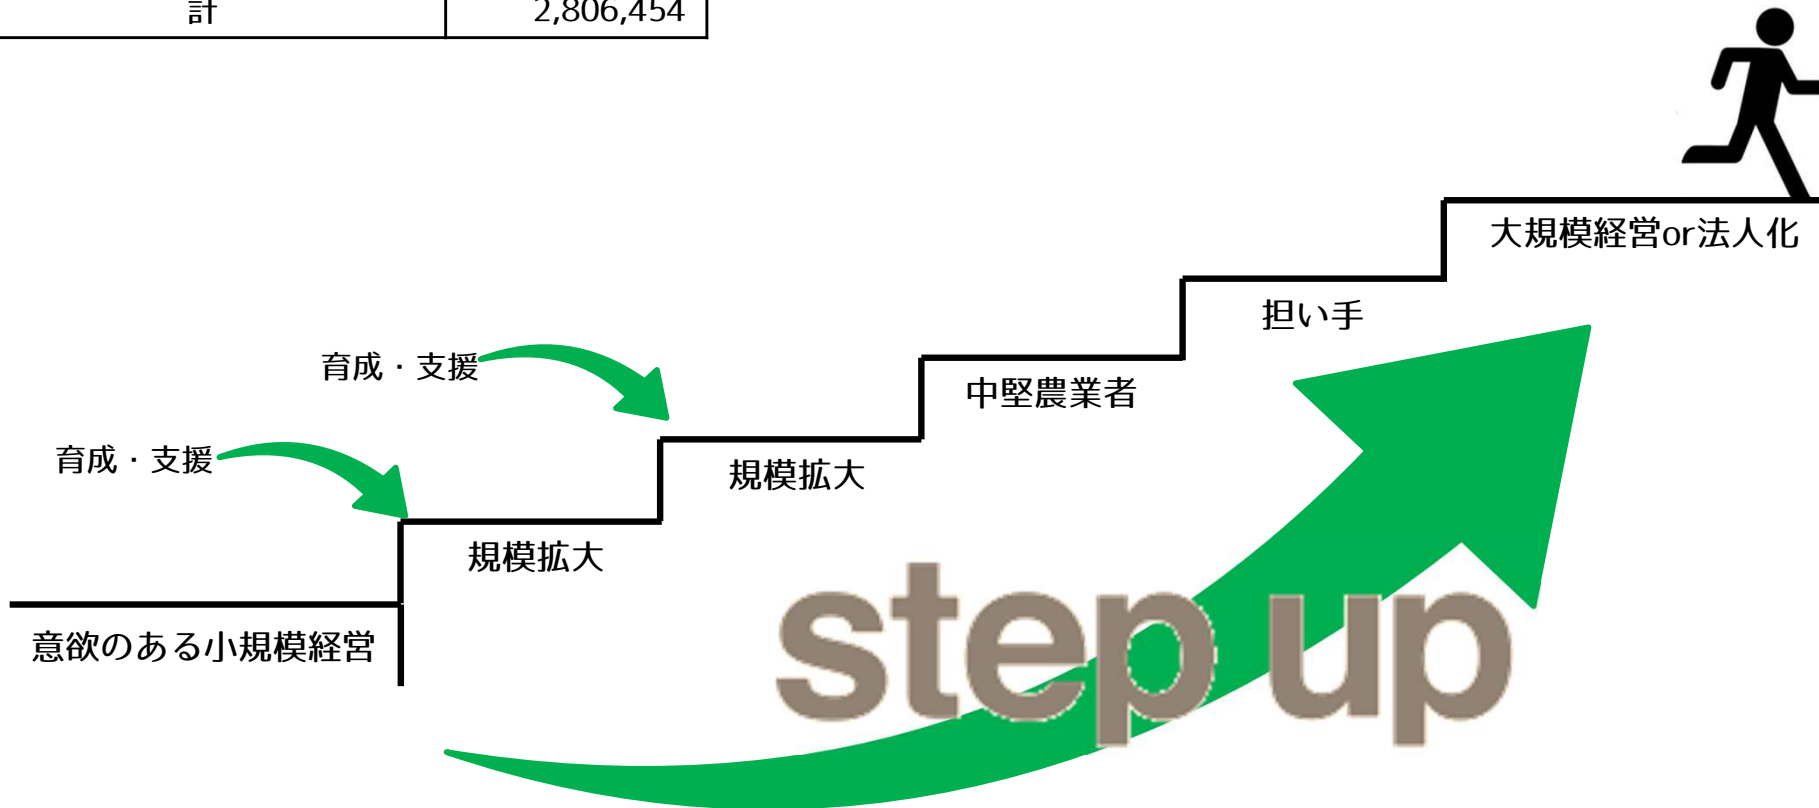 計 2,806,454
大規模経営or法人化
担い手
育成・支援
中堅農業者
育成・支援
規模拡大
規模拡大
意欲のある小規模経営
step up